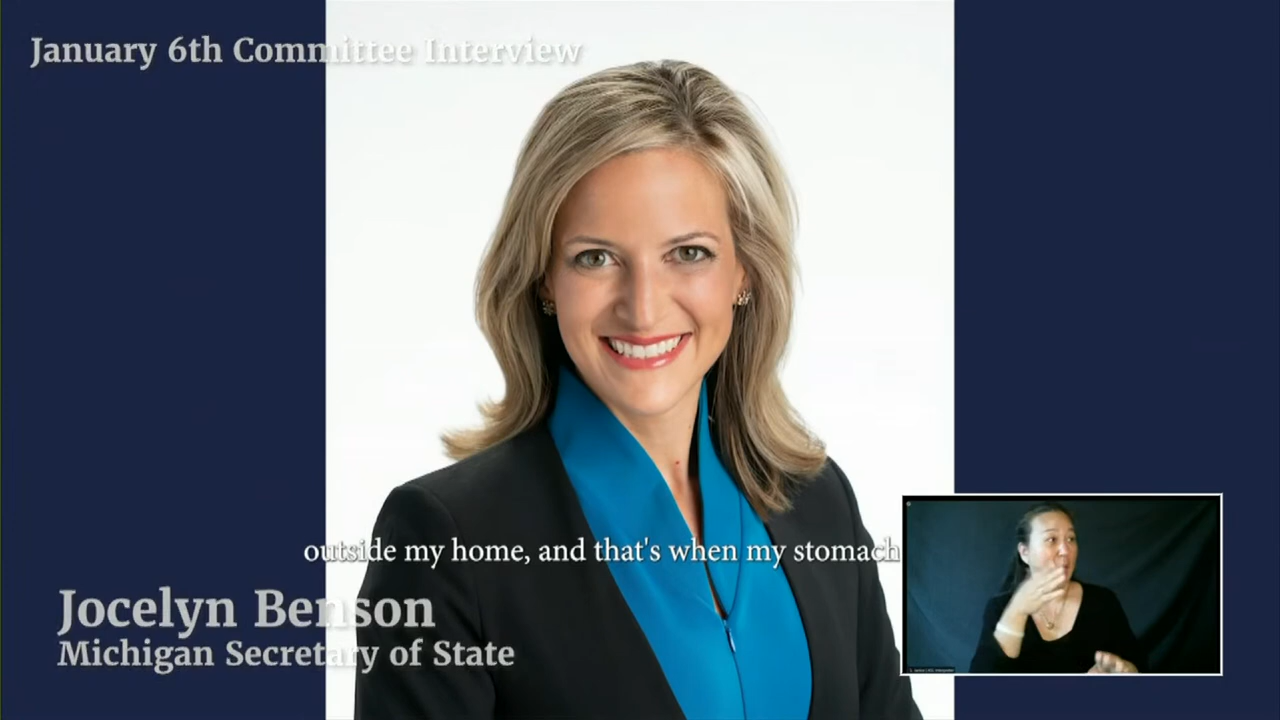 January 6th Committee Interview
outside my home, and that's when my stomach
Jocelyn Benson
Michigan Secretary of State